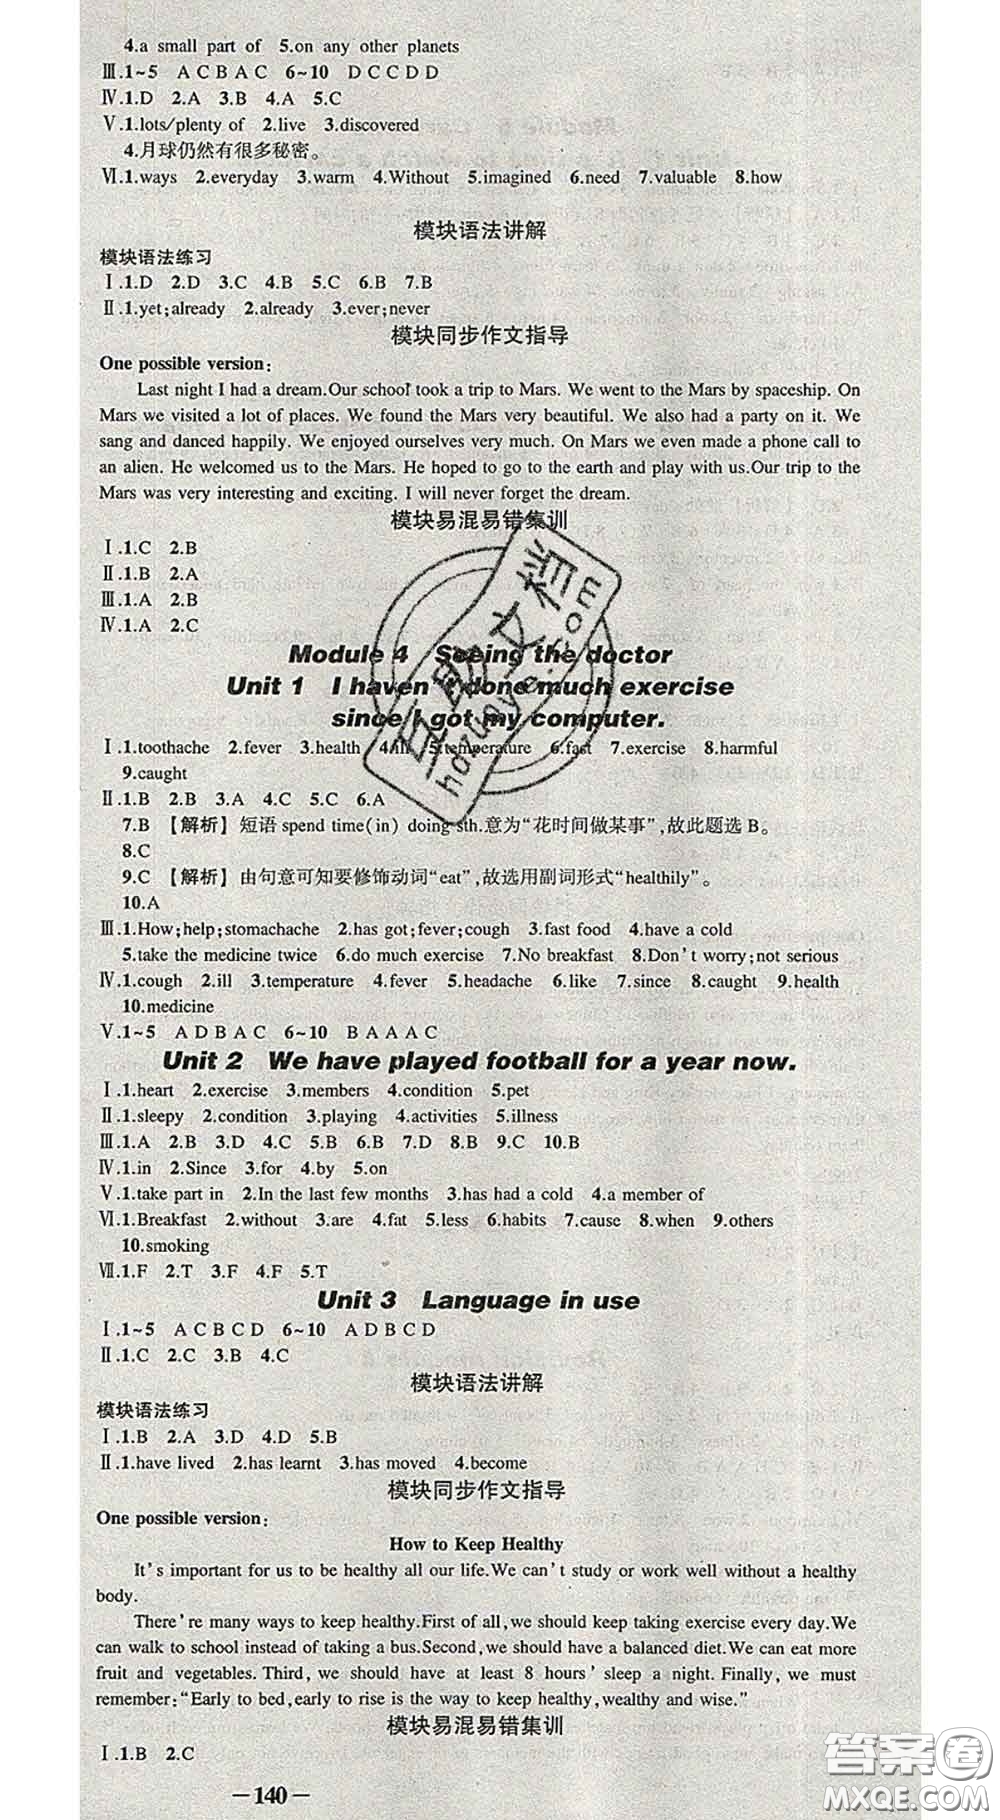 4.a small part of 5.on any other planets
Ⅲ.1~5 A C B A C 6~10 D C C D D
Ⅳ.1.D 2.A 3.B 4.A 5.C
Ⅴ.1.lots/plenty of 2.live 3.discovered
4.月球仍然有很多秘密。
Ⅵ.1.ways 2.everyday 3.warm 4.Without 5.imagined 6.need 7.valuable 8.how
模块语法讲解
模块语法练习
Ⅰ.1.D 2.D 3.C 4.B 5.C 6.B 7.B
Ⅱ.1.yet;already 2.already 3.ever;never
模块同步作文指导
One possible version:
Last night I had a dream.Our school took a trip to Mars. We went to the Mars by spaceship. On
Mars we visited a lot of places. We found the Mars very beautiful. We also had a party on it. We
sang and danced happily. We enjoyed ourselves very much. On Mars we even made a phone call to
an alien. He welcomed us to the Mars. He hoped to go to the earth and play with us.Our trip to the
Mars was very interesting and exciting. I will never forget the dream.
模块易混易错集训
Ⅰ.1.C 2.B
Ⅱ.1.B 2.A
Ⅲ.1.A 2.B
Ⅳ.1.A 2.C
Module 4 Seeing the doctor
Unit 1 I haven't done much exercise
since I got my computer.
Ⅰ.1.toothache 2.fever 3.health 4.ill 5.temperature 6.fast 7.exercise 8.harmful
9.caught
Ⅱ.1.B 2.B 3.A 4.C 5.C 6.A
7.B 【解析】 短语 spend time(in) doing sth.意为“花时间做某事”,故此题选 B。
8.C
9.C 【解析】 由句意可知要修饰动词“eat”,故选用副词形式“healthily”。
10.A
Ⅲ.1.How;help;stomachache 2.has got;fever;cough 3.fast food 4.have a cold
5.take the medicine twice 6.do much exercise 7.No breakfast 8.Don't worry;not serious
Ⅳ.1.cough 2.ill 3.temperature 4.fever 5.headache 6.like 7.since 8.caught 9.health
10.medicine
Ⅴ.1~5 A D B A C 6~10 B A A A C
Unit 2 We have played football for a year now.
Ⅰ.1.heart 2.exercise 3.members 4.condition 5.pet
Ⅱ.1.sleepy 2.condition 3.playing 4.activities 5.illness
Ⅲ.1.A 2.B 3.D 4.C 5.B 6.B 7.D 8.B 9.C 10.B
Ⅳ.1.in 2.Since 3.for 4.by 5.on
Ⅴ.1.take part in 2.In the last few months 3.has had a cold 4.a member of
Ⅵ.1.Breakfast 2.without 3.are 4.fat 5.less 6.habits 7.cause 8.when 9.others
10.smoking
Ⅶ.1.F 2.T 3.F 4.F 5.T
Unit 3 Language in use
Ⅰ.1~5 A C B C D 6~10 A D B C D
Ⅱ.1.C 2.C 3.B 4.C
模块语法讲解
模块语法练习
Ⅰ.1.B 2.A 3.D 4.D 5.B
Ⅱ.1.have lived 2.has learnt 3.has moved 4.become
模块同步作文指导
One possible version:
How to Keep Healthy
It's important for us to be healthy all our life.We can't study or work well without a healthy
body.
There're many ways to keep healthy.First of all,we should keep taking exercise every day.We
can walk to school instead of taking a bus.Second,we should have a balanced diet.We can eat more
fruit and vegetables. Third, we should have at least 8 hours' sleep a night. Finally, we must
remember:“Early to bed,early to rise is the way to keep healthy,wealthy and wise.”
模块易混易错集训
Ⅰ.1.B 2.C
— 140 —
答案圈
MXQE.COM